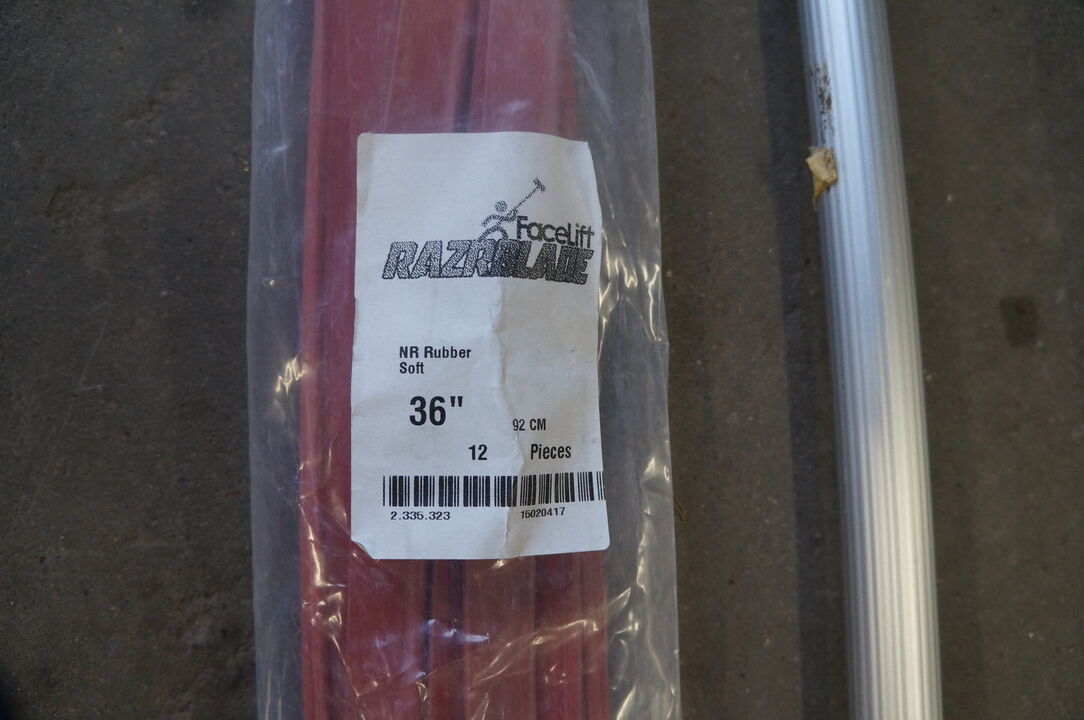 FaceLift
RAZRBLADE
NR Rubber
Soft
36"
92 CM
12 Pieces
2.335.323 15020417